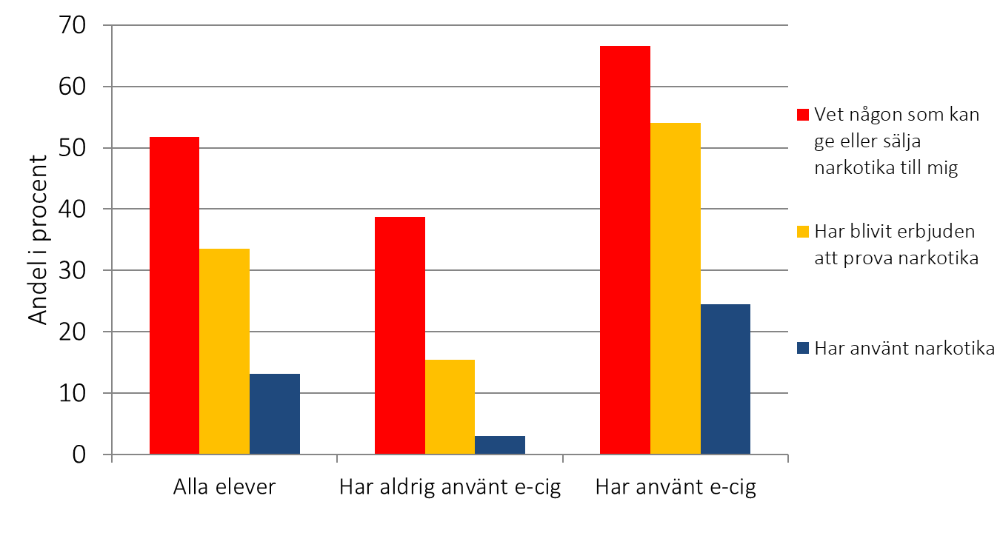 70
60
50
40
30
20
10
0
Andel i procent
Alla elever
Har aldrig använt e-cig
Har använt e-cig
Vet någon som kan
ge eller sälja
narkotika till mig
Har blivit erbjuden
att prova narkotika
Har använt narkotika